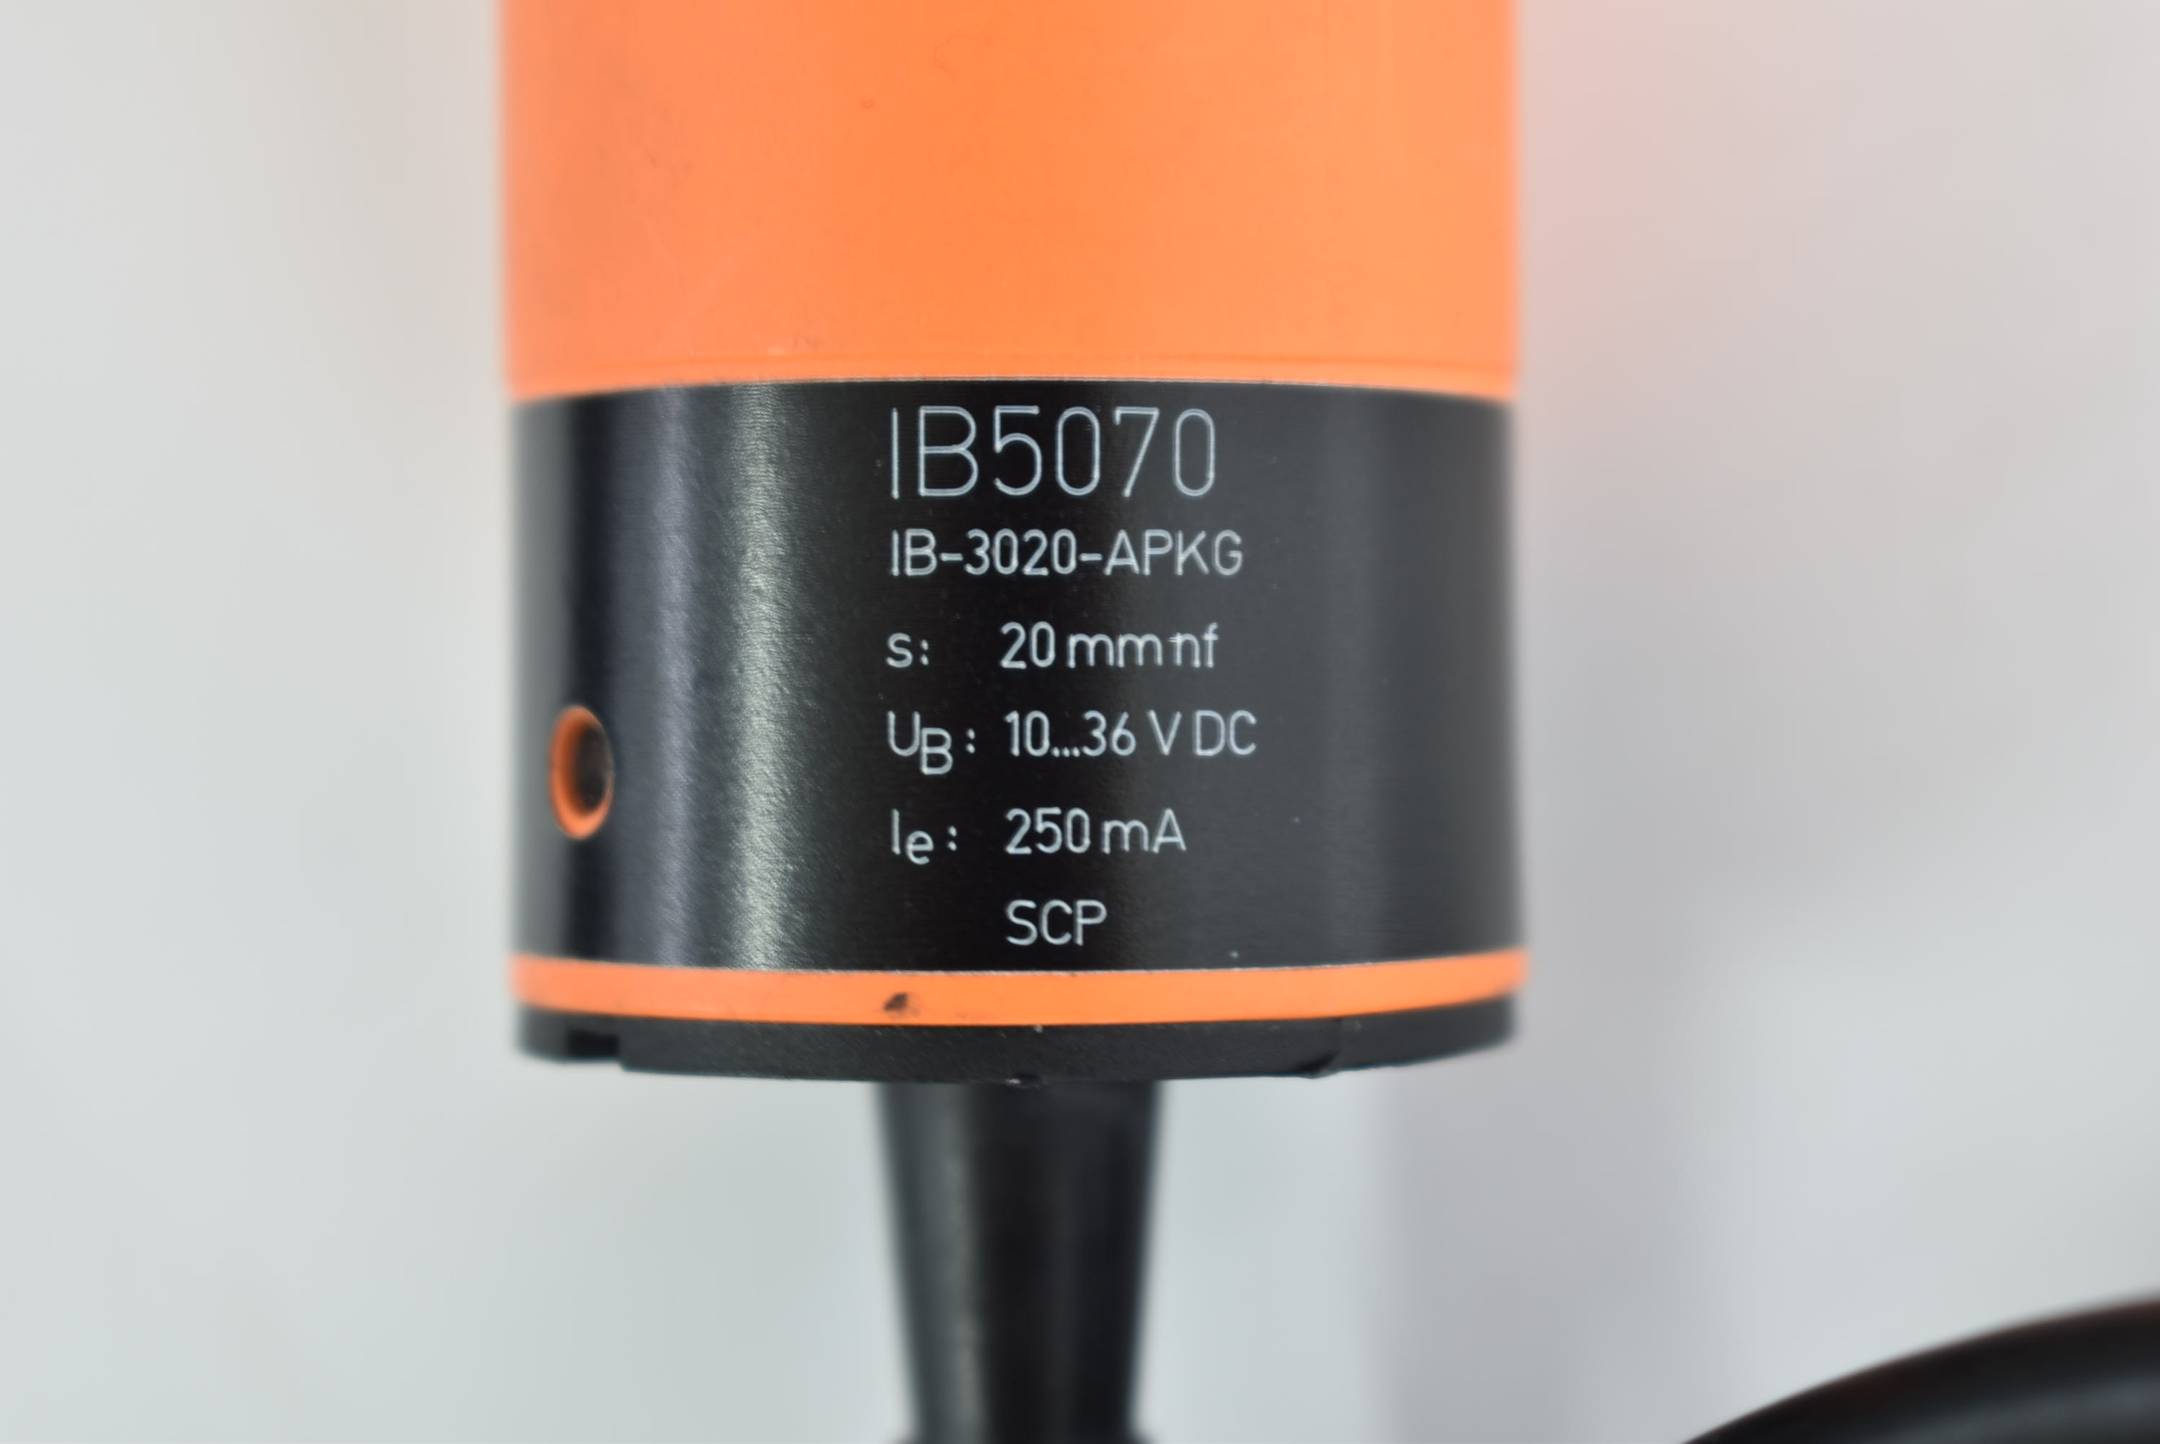 IB5070
IB-3020-APKG
s: 20 mm nf
UB: 10...36 V DC
Ie: 250 mA
SCP